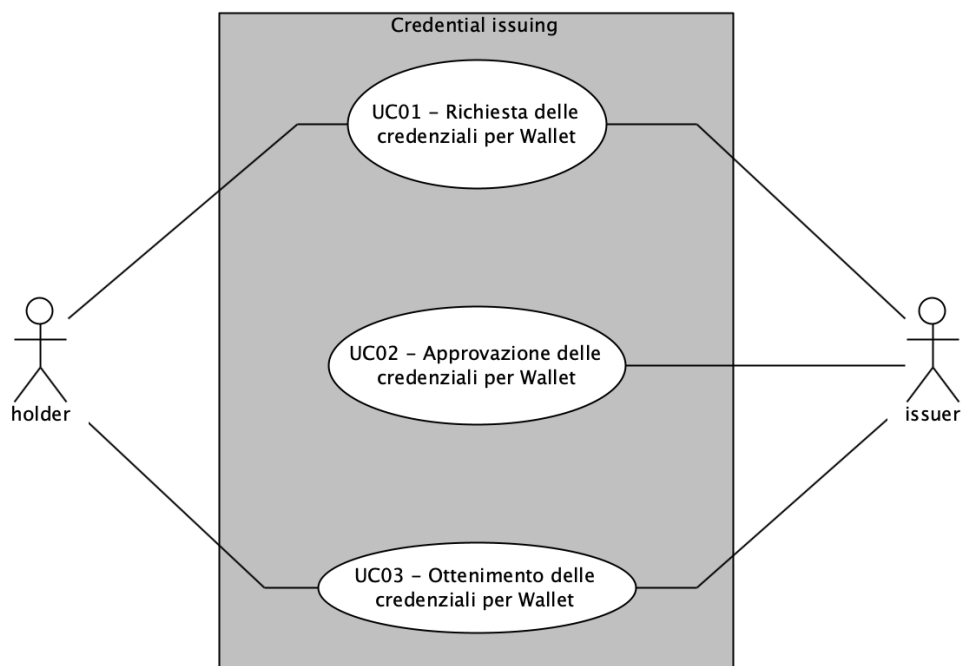 Credential issuing
UC01 – Richiesta delle
credenziali per Wallet
UC02 – Approvazione delle
credenziali per Wallet
holder
issuer
UC03 – Ottenimento delle
credenziali per Wallet